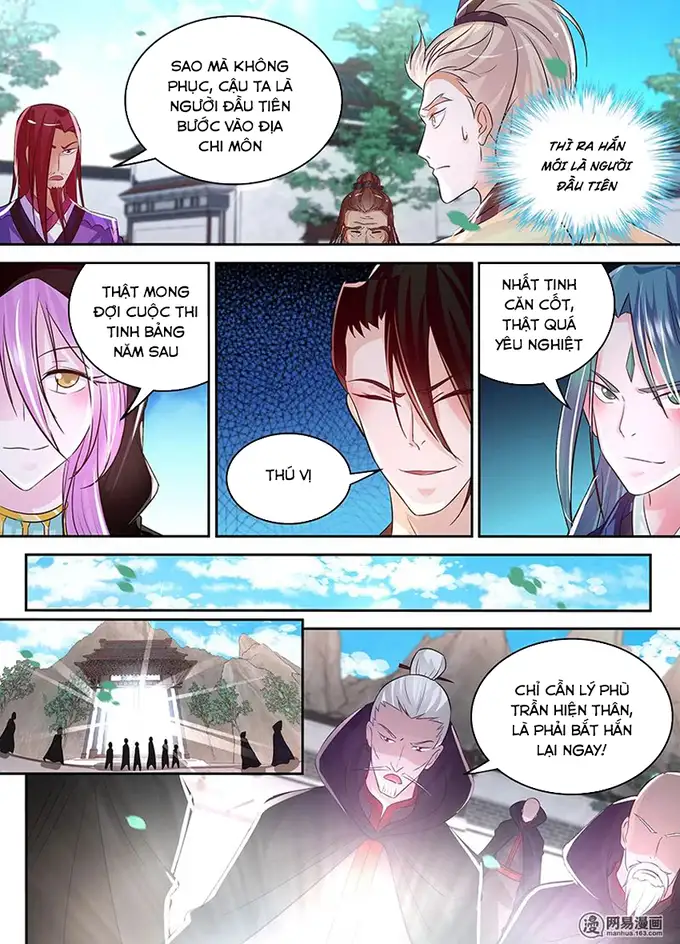 SAO MÀ KHÔNG
PHỤC, CẬU TA LÀ
NGƯỜI ĐẦU TIÊN
BƯỚC VÀO ĐỊA
CHI MÔN
THÌ RA HẮN
MỚI LÀ NGƯỜI
ĐẦU TIÊN
THẬT MONG
ĐỢI CUỘC THI
TINH BẢNG
NĂM SAU
THÚ VỊ
NHẤT TINH
CĂN CỐT,
THẬT QUÁ
YÊU NGHIỆT
CHỈ CẦN LÝ PHÙ
TRẦN HIỆN THÂN,
LÀ PHẢI BẮT HẮN
LẠI NGAY!
漫 网易漫画
manhua.163.com